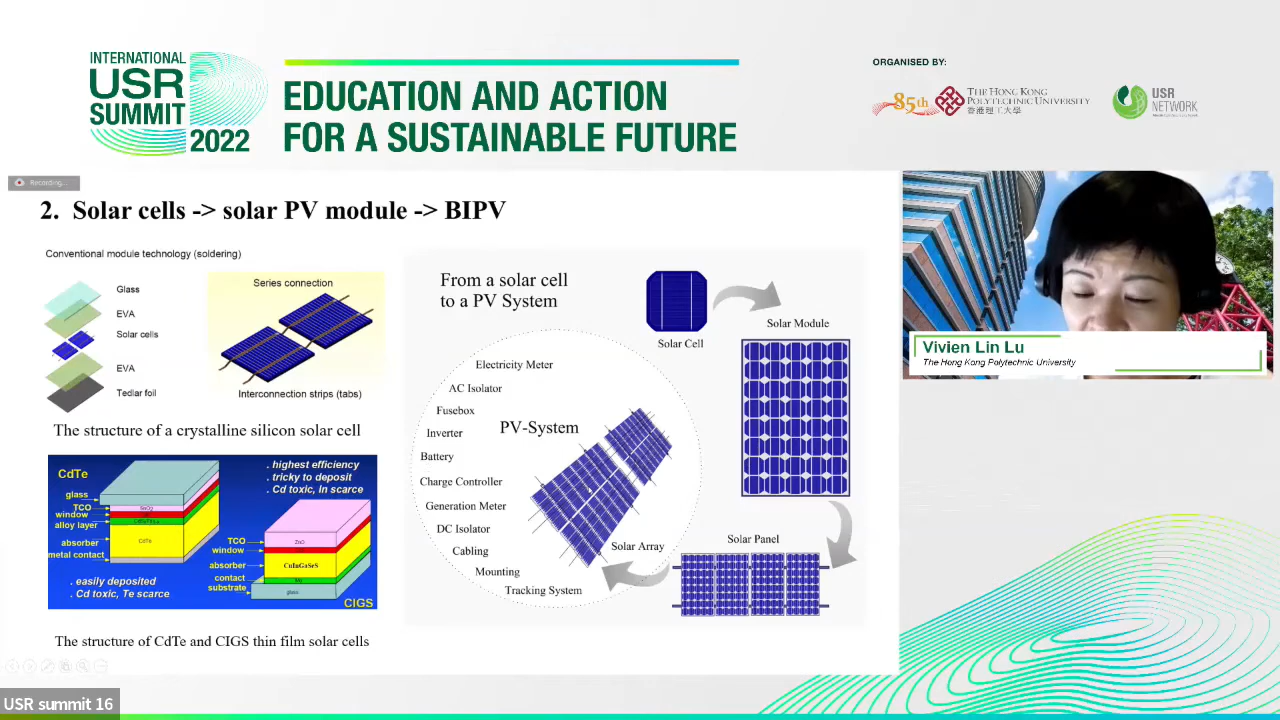 INTERNATIONAL
USR
SUMMIT
2022
EDUCATION AND ACTION
FOR A SUSTAINABLE FUTURE
ORGANISED BY:
85th
THE HONG KONG
POLYTECHNIC UNIVERSITY
香港理工大學
USR
NETWORK
Recording...
2. Solar cells -> solar PV module -> BIPV
Conventional module technology (soldering)
Glass
EVA
Solar cells
EVA
Tedlar foil
Series connection
Interconnection strips (tabs)
The structure of a crystalline silicon solar cell
CdTe
glass
TCO
window
alloy layer
absorber
metal contact
CdTe
. easily deposited
. Cd toxic, Te scarce
. highest efficiency
. tricky to deposit
. Cd toxic, In scarce
TCO
window
absorber
contact
substrate
ZnO
CuInGaSeS
glass
CIGS
The structure of CdTe and CIGS thin film solar cells
From a solar cell
to a PV System
Solar Cell
Solar Module
Electricity Meter
AC Isolator
Fusebox
Inverter
PV-System
Battery
Charge Controller
Generation Meter
DC Isolator
Cabling
Mounting
Tracking System
Solar Array
Solar Panel
Vivien Lin Lu
The Hong Kong Polytechnic University
USR summit 16